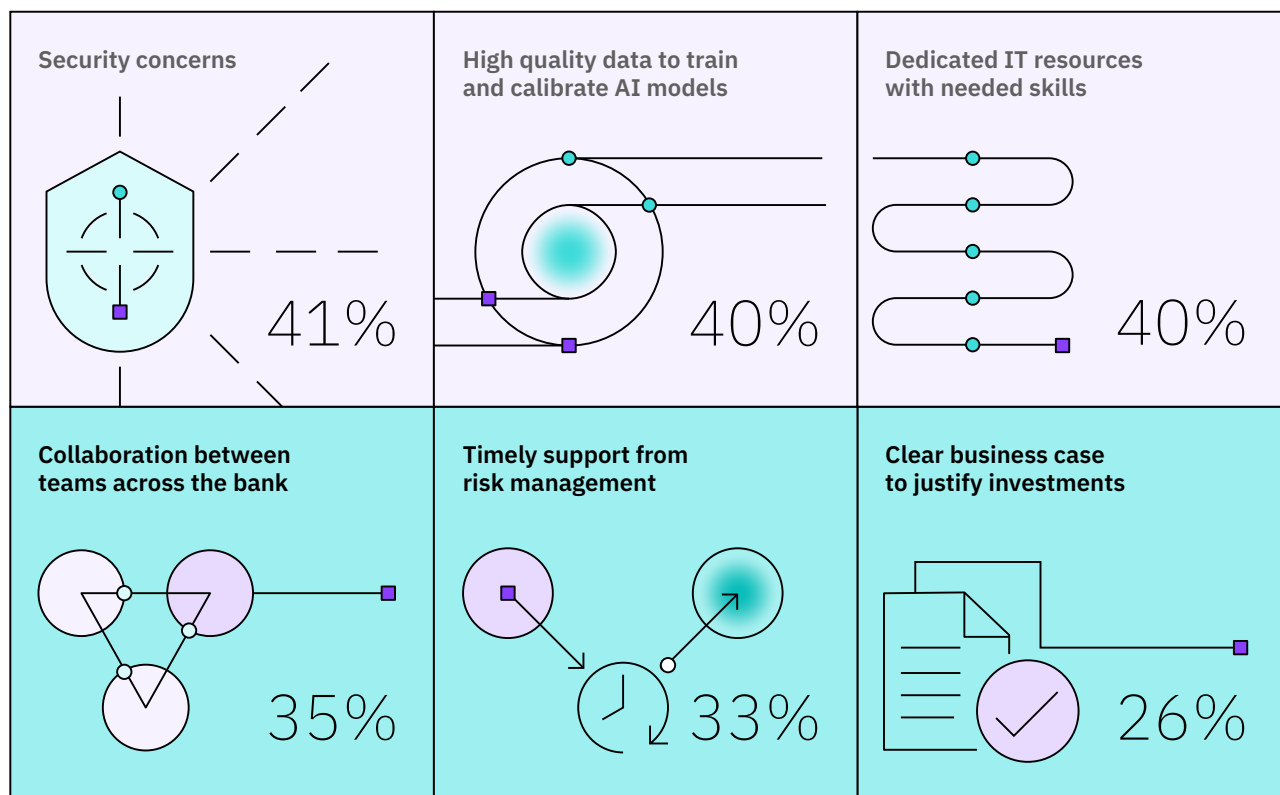 Security concerns
41%
High quality data to train
and calibrate AI models
40%
Dedicated IT resources
with needed skills
40%
Collaboration between
teams across the bank
35%
Timely support from
risk management
33%
Clear business case
to justify investments
26%